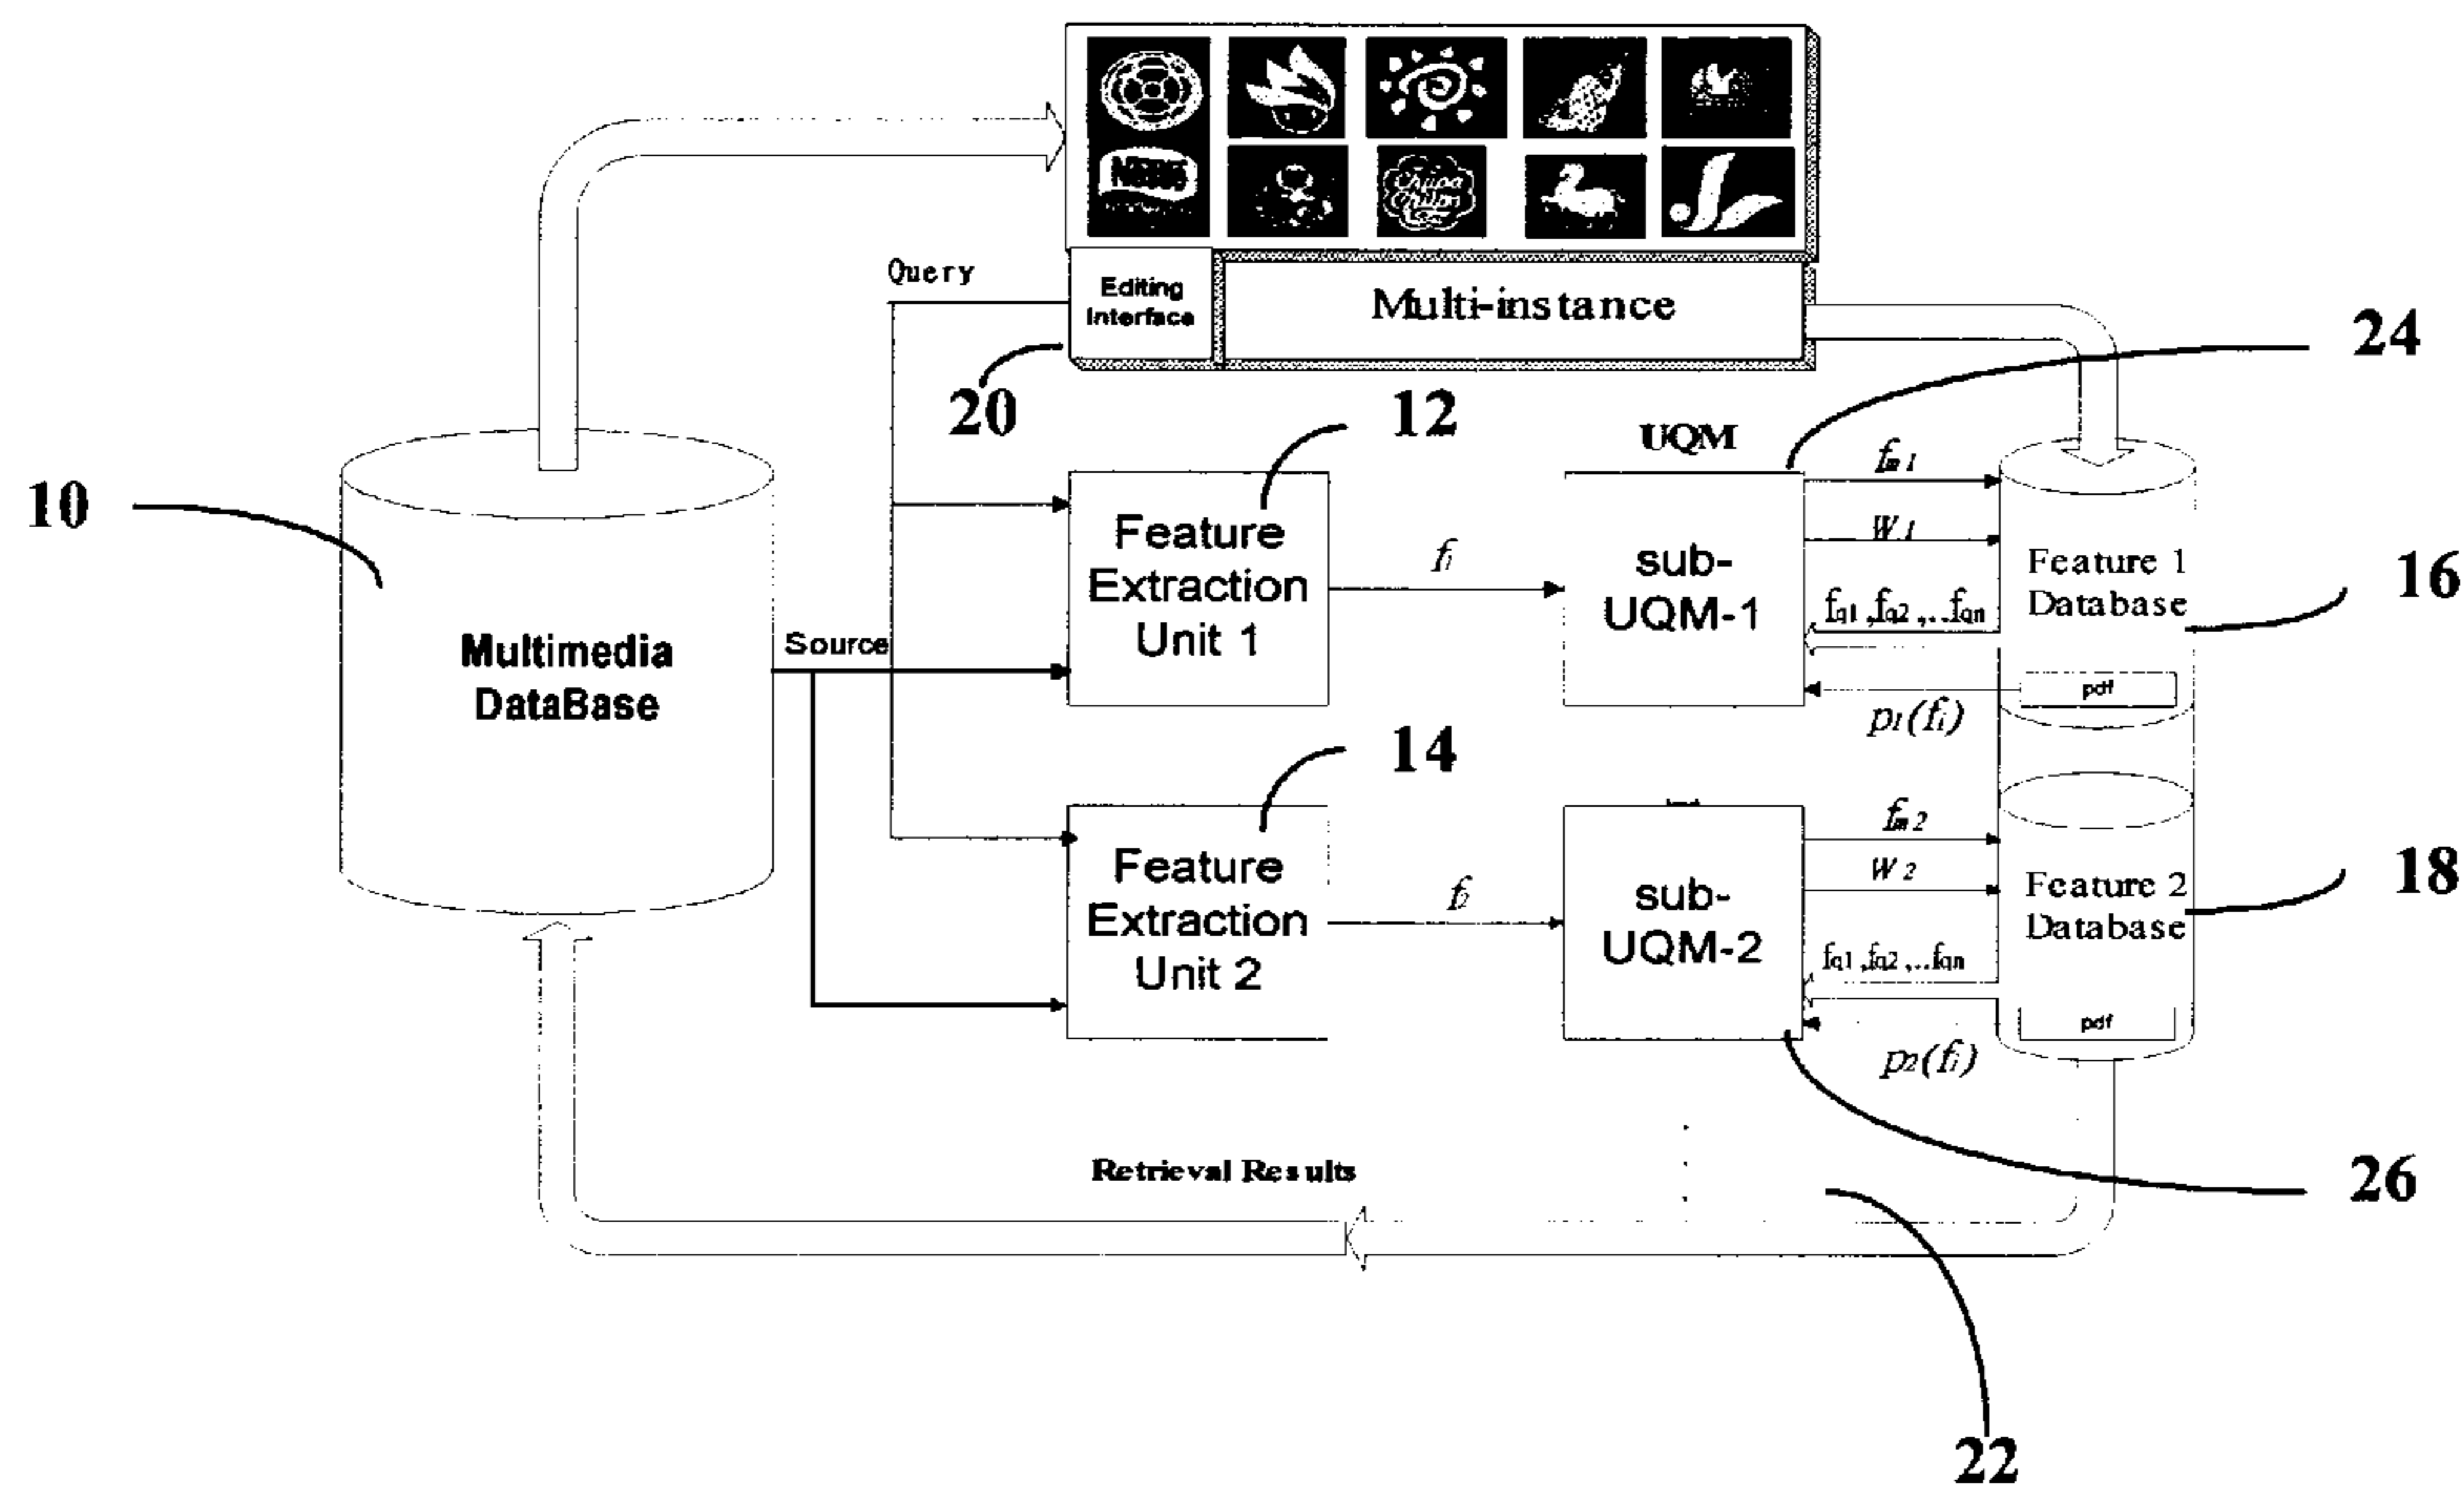 Query
Editing
Interface
Multi-instance
24
20
12
UQM
fm1
10
Feature
Extraction
Unit 1
f1
sub-
UQM-1
W1
Feature 1
Database
16
fq1 ,fq2 ,..fqn
Multimedia
DataBase
Source
pdf
p1(fi)
14
fm2
Feature
Extraction
Unit 2
f2
sub-
UQM-2
W2
Feature 2
Database
18
fq1 ,fq2 ,..fqn
pdf
p2(fi)
Retrieval Results
26
22